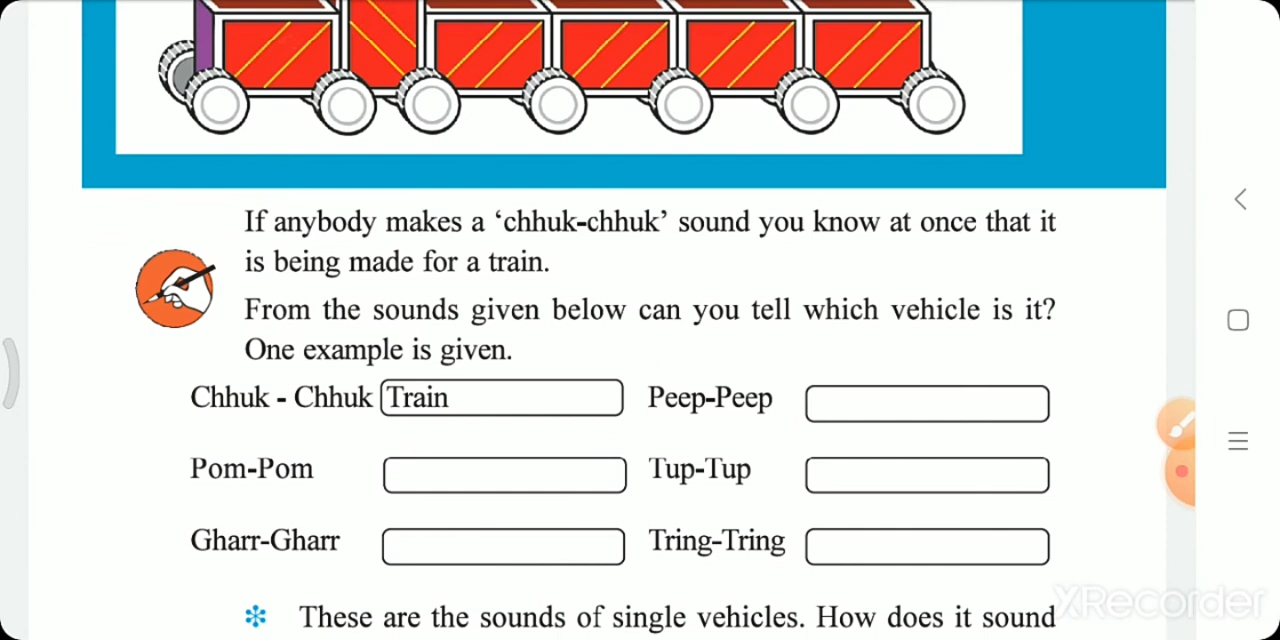 If anybody makes a ‘chhuk-chhuk’ sound you know at once that it
is being made for a train.
From the sounds given below can you tell which vehicle is it?
One example is given.
Chhuk - Chhuk Train Peep-Peep
Pom-Pom Tup-Tup
Gharr-Gharr Tring-Tring
These are the sounds of single vehicles. How does it sound
XRecorder